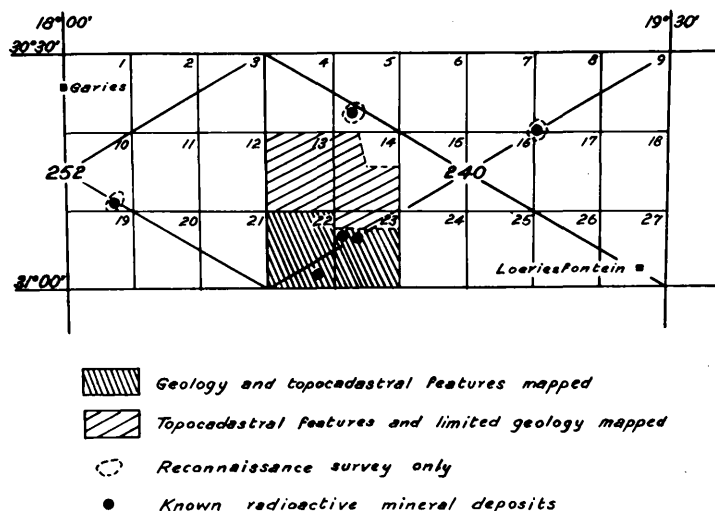 18°00' 19°30'
30°30'
1 2 3 4 5 6 7 8 9
Garies
10 11 12 13 14 15 16 17 18
252 240
19 20 21 22 23 24 25 26 27
Loeriesfontein
31°00'
Geology and topocadastral features mapped
Topocadastral features and limited geology mapped
Reconnaissance survey only
Known radioactive mineral deposits